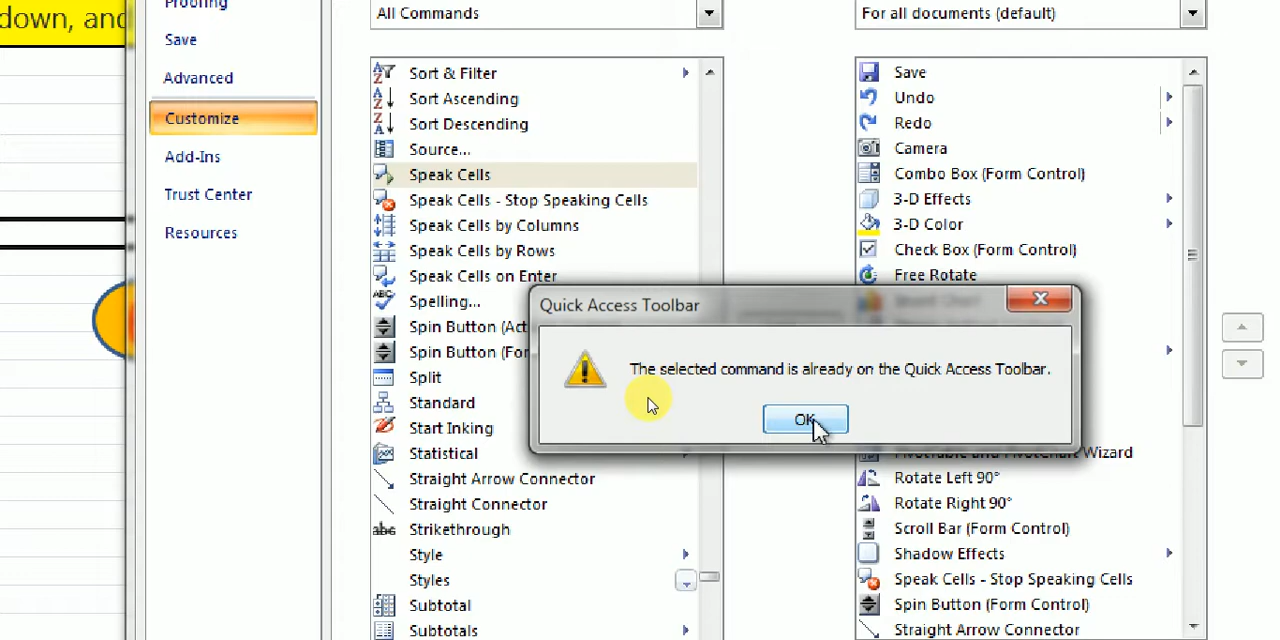 down, and
Proofing
Save
Advanced
Customize
Add-Ins
Trust Center
Resources
All Commands
Sort & Filter
Sort Ascending
Sort Descending
Source...
Speak Cells
Speak Cells - Stop Speaking Cells
Speak Cells by Columns
Speak Cells by Rows
Speak Cells on Enter
Spelling...
Spin Button (Act
Spin Button (For
Split
Standard
Start Inking
Statistical
Straight Arrow Connector
Straight Connector
Strikethrough
Style
Styles
Subtotal
Subtotals
Quick Access Toolbar
The selected command is already on the Quick Access Toolbar.
OK
For all documents (default)
Save
Undo
Redo
Camera
Combo Box (Form Control)
3-D Effects
3-D Color
Check Box (Form Control)
Free Rotate
PivotTable and PivotChart Wizard
Rotate Left 90°
Rotate Right 90°
Scroll Bar (Form Control)
Shadow Effects
Speak Cells - Stop Speaking Cells
Spin Button (Form Control)
Straight Arrow Connector